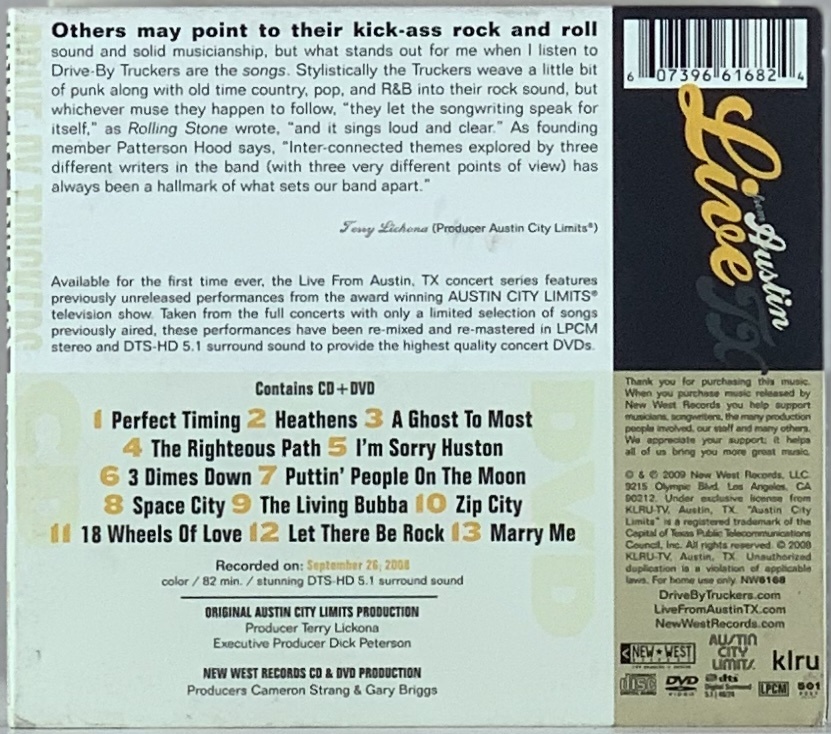 Others may point to their kick-ass rock and roll
sound and solid musicianship, but what stands out for me when I listen to
Drive-By Truckers are the songs. Stylistically the Truckers weave a little bit
of punk along with old time country, pop, and R&B into their rock sound, but
whichever muse they happen to follow, “they let the songwriting speak for
itself,” as Rolling Stone wrote, “and it sings loud and clear.” As founding
member Patterson Hood says, “Inter-connected themes explored by three
different writers in the band (with three very different points of view) has
always been a hallmark of what sets our band apart.”
Terry Lickona (Producer Austin City Limits®)
Available for the first time ever, the Live From Austin, TX concert series features
previously unreleased performances from the award winning AUSTIN CITY LIMITS®
television show. Taken from the full concerts with only a limited selection of songs
previously aired, these performances have been re-mixed and re-mastered in LPCM
stereo and DTS-HD 5.1 surround sound to provide the highest quality concert DVDs.
Contains CD+DVD
1 Perfect Timing 2 Heathens 3 A Ghost To Most
4 The Righteous Path 5 I'm Sorry Huston
6 3 Dimes Down 7 Puttin' People On The Moon
8 Space City 9 The Living Bubba 10 Zip City
11 18 Wheels Of Love 12 Let There Be Rock 13 Marry Me
Recorded on: September 26, 2008
color / 82 min. / stunning DTS-HD 5.1 surround sound
ORIGINAL AUSTIN CITY LIMITS PRODUCTION
Producer Terry Lickona
Executive Producer Dick Peterson
NEW WEST RECORDS CD & DVD PRODUCTION
Producers Cameron Strang & Gary Briggs
DVD
6 07396 61682 4
Live
from Austin
TX
Thank you for purchasing this music.
When you purchase music released by
New West Records you help support
musicians, songwriters, the many production
people involved, our staff and many others.
We appreciate your support; it helps
all of us bring you more great music.
© & ℗ 2009 New West Records, LLC.
9215 Olympic Blvd. Los Angeles, CA
90212. Under exclusive license from
KLRU-TV, Austin, TX. "Austin City
Limits" is a registered trademark of the
Capital of Texas Public Telecommunications
Council, Inc. All rights reserved. © 2009
KLRU-TV, Austin, TX. Unauthorized
duplication is a violation of applicable
laws. For home use only. NW6168
DriveByTruckers.com
LiveFromAustinTX.com
NewWestRecords.com
NEW★WEST
RECORDS
AUSTIN
CITY
LIMITS
klru
disc
DVD
VIDEO
dts
Digital Surround
5.1 | 48/24
LPCM
501